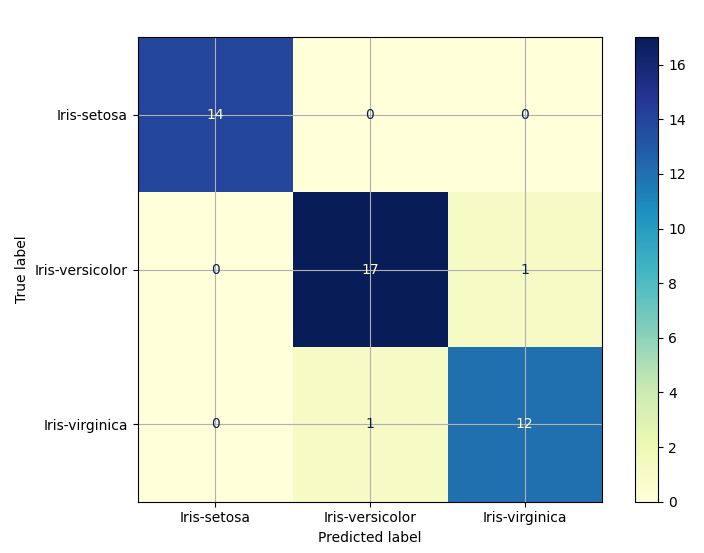 Iris-setosa 14 0 0
Iris-versicolor 0 17 1
Iris-virginica 0 1 12
Iris-setosa Iris-versicolor Iris-virginica
Predicted label
True label
16
14
12
10
8
6
4
2
0